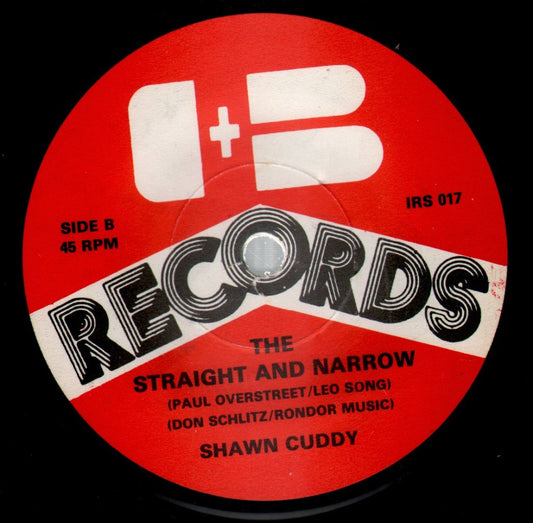 D+B
SIDE B
45 RPM
IRS 017
RECORDS
THE
STRAIGHT AND NARROW
(PAUL OVERSTREET/LEO SONG)
(DON SCHLITZ/RONDOR MUSIC)
SHAWN CUDDY